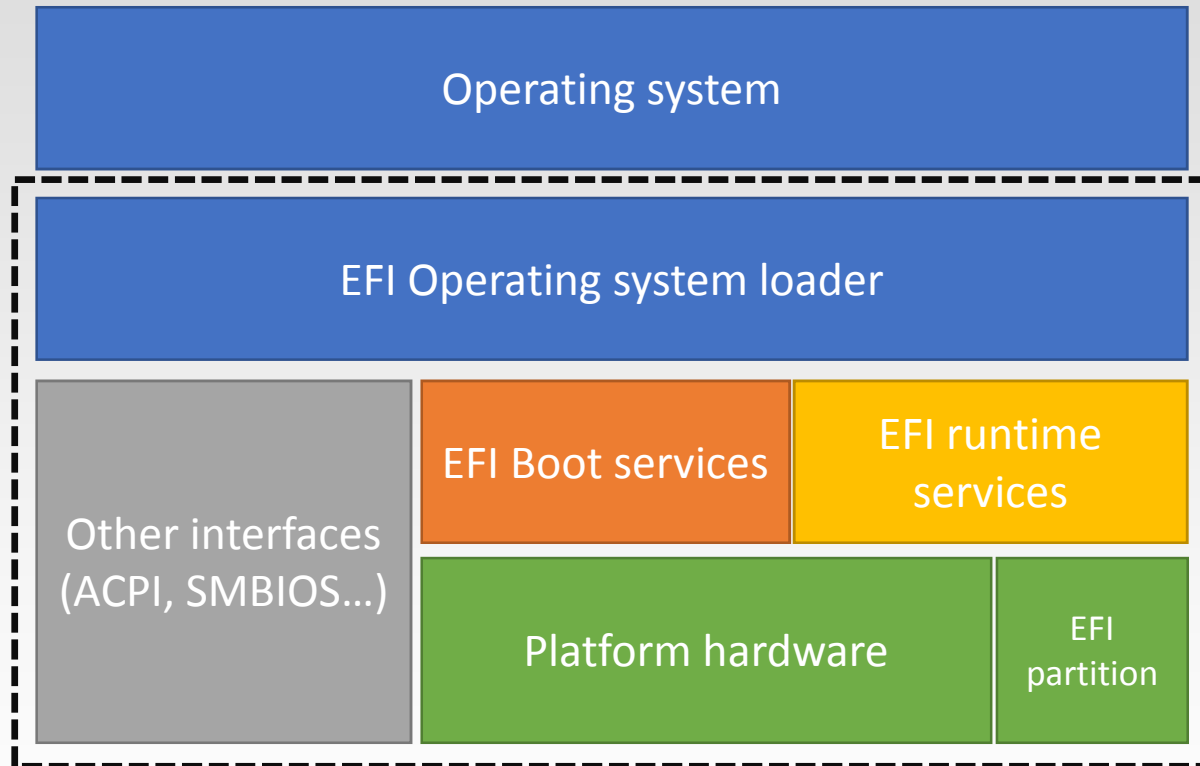 Operating system
EFI Operating system loader
Other interfaces
(ACPI, SMBIOS...)
EFI Boot services
EFI runtime
services
Platform hardware
EFI
partition